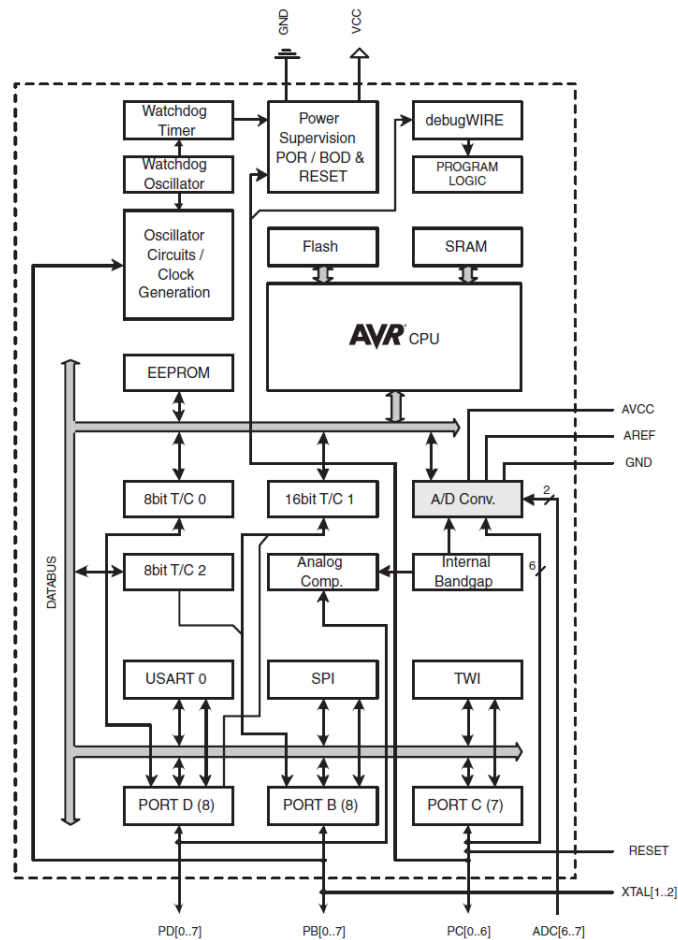 GND
VCC
Watchdog
Timer
Power
Supervision
POR / BOD &
RESET
debugWIRE
Watchdog
Oscillator
PROGRAM
LOGIC
Oscillator
Circuits /
Clock
Generation
Flash
SRAM
AVR CPU
EEPROM
AVCC
AREF
GND
8bit T/C 0
16bit T/C 1
A/D Conv.
2
8bit T/C 2
Analog
Comp.
Internal
Bandgap
6
DATABUS
USART 0
SPI
TWI
PORT D (8)
PORT B (8)
PORT C (7)
RESET
XTAL[1..2]
PD[0..7]
PB[0..7]
PC[0..6]
ADC[6..7]